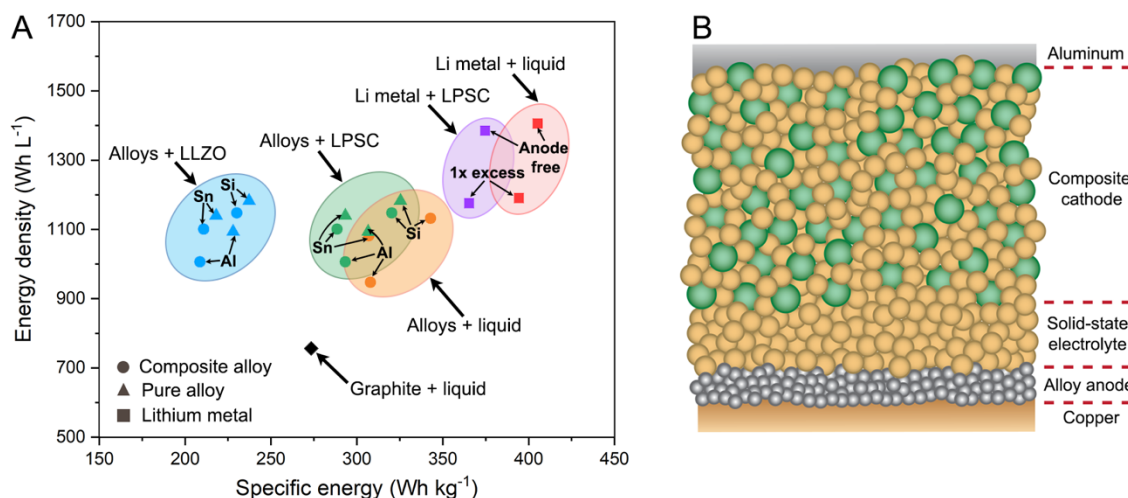 A
Energy density (Wh L⁻¹)
1700
1500
1300
1100
900
700
500
150
200
250
300
350
400
450
Specific energy (Wh kg⁻¹)
Li metal + liquid
Li metal + LPSC
Alloys + LPSC
Alloys + LLZO
Anode
free
1x excess
Si
Sn
Al
Sn
Al
Si
Alloys + liquid
Graphite + liquid
Composite alloy
Pure alloy
Lithium metal
B
Aluminum
Composite
cathode
Solid-state
electrolyte
Alloy anode
Copper